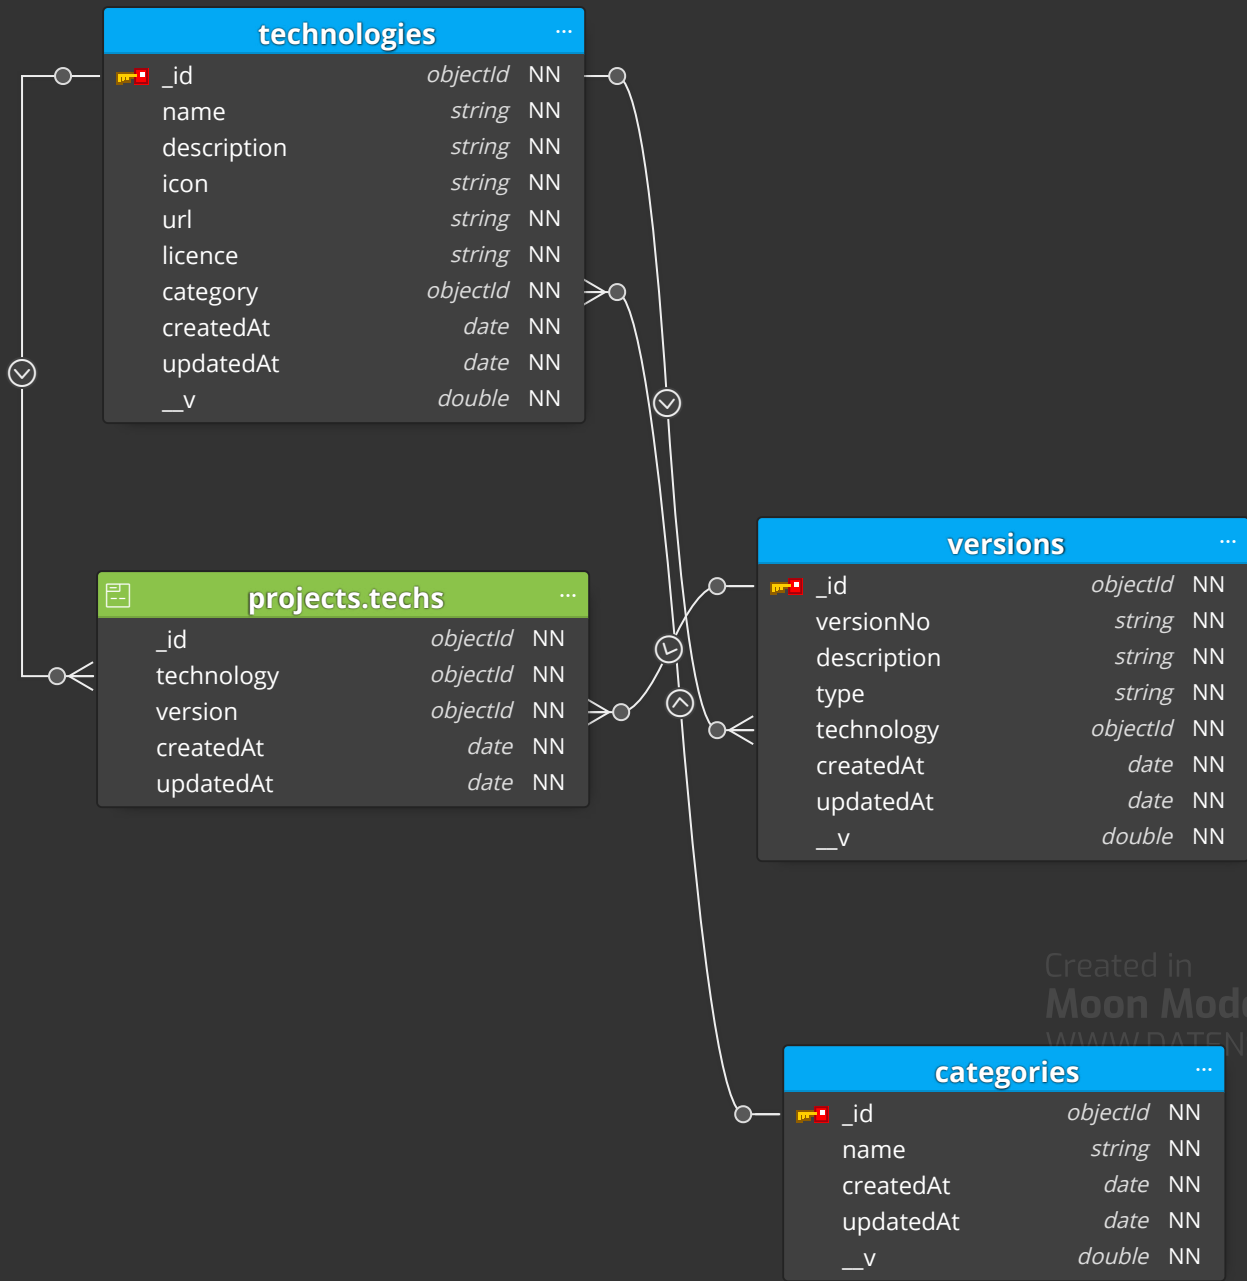 technologies ...
_id objectId NN
name string NN
description string NN
icon string NN
url string NN
licence string NN
category objectId NN
createdAt date NN
updatedAt date NN
__v double NN
projects.techs ...
_id objectId NN
technology objectId NN
version objectId NN
createdAt date NN
updatedAt date NN
versions ...
_id objectId NN
versionNo string NN
description string NN
type string NN
technology objectId NN
createdAt date NN
updatedAt date NN
__v double NN
Created in
Moon
categories ...
_id objectId NN
name string NN
createdAt date NN
updatedAt date NN
__v double NN